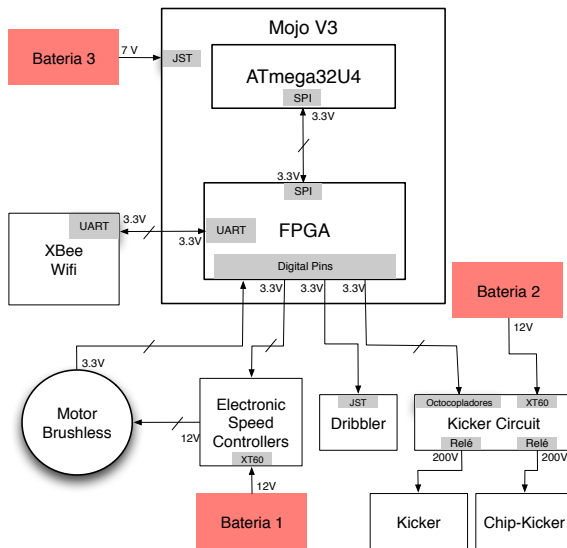 Mojo V3
Bateria 3
7 V
JST
ATmega32U4
SPI
3.3V
3.3V
SPI
FPGA
UART
3.3V
3.3V
UART
XBee
Wifi
Digital Pins
3.3V
3.3V
3.3V
Bateria 2
12V
3.3V
Motor
Brushless
12V
Electronic
Speed
Controllers
XT60
12V
Bateria 1
JST
Dribbler
Octocopladores
XT60
Kicker Circuit
Relé
Relé
200V
200V
Kicker
Chip-Kicker